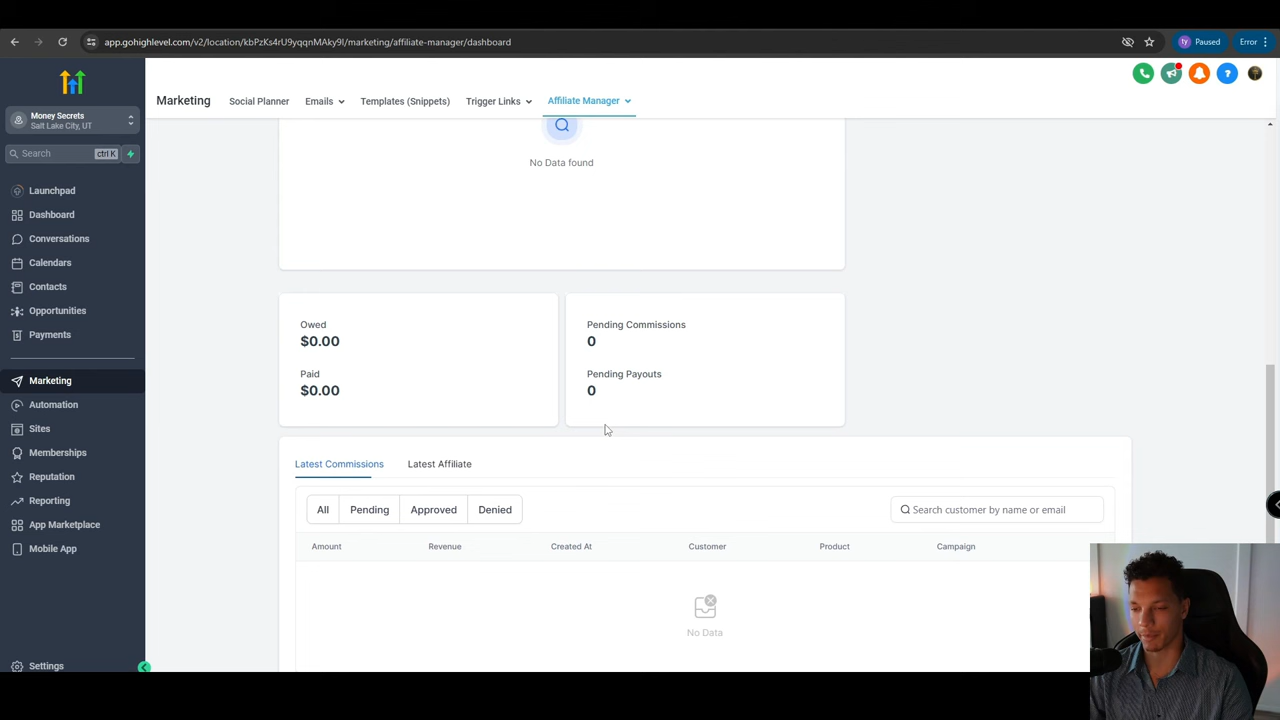 app.gohighlevel.com/v2/location/kbPzKs4rU9yqqnMAky9I/marketing/affiliate-manager/dashboard
ty Paused
Error
Marketing
Social Planner
Emails
Templates (Snippets)
Trigger Links
Affiliate Manager
Money Secrets
Salt Lake City, UT
Search
ctrl K
Launchpad
Dashboard
Conversations
Calendars
Contacts
Opportunities
Payments
Marketing
Automation
Sites
Memberships
Reputation
Reporting
App Marketplace
Mobile App
Settings
No Data found
Owed
$0.00
Paid
$0.00
Pending Commissions
0
Pending Payouts
0
Latest Commissions
Latest Affiliate
All
Pending
Approved
Denied
Search customer by name or email
Amount
Revenue
Created At
Customer
Product
Campaign
No Data